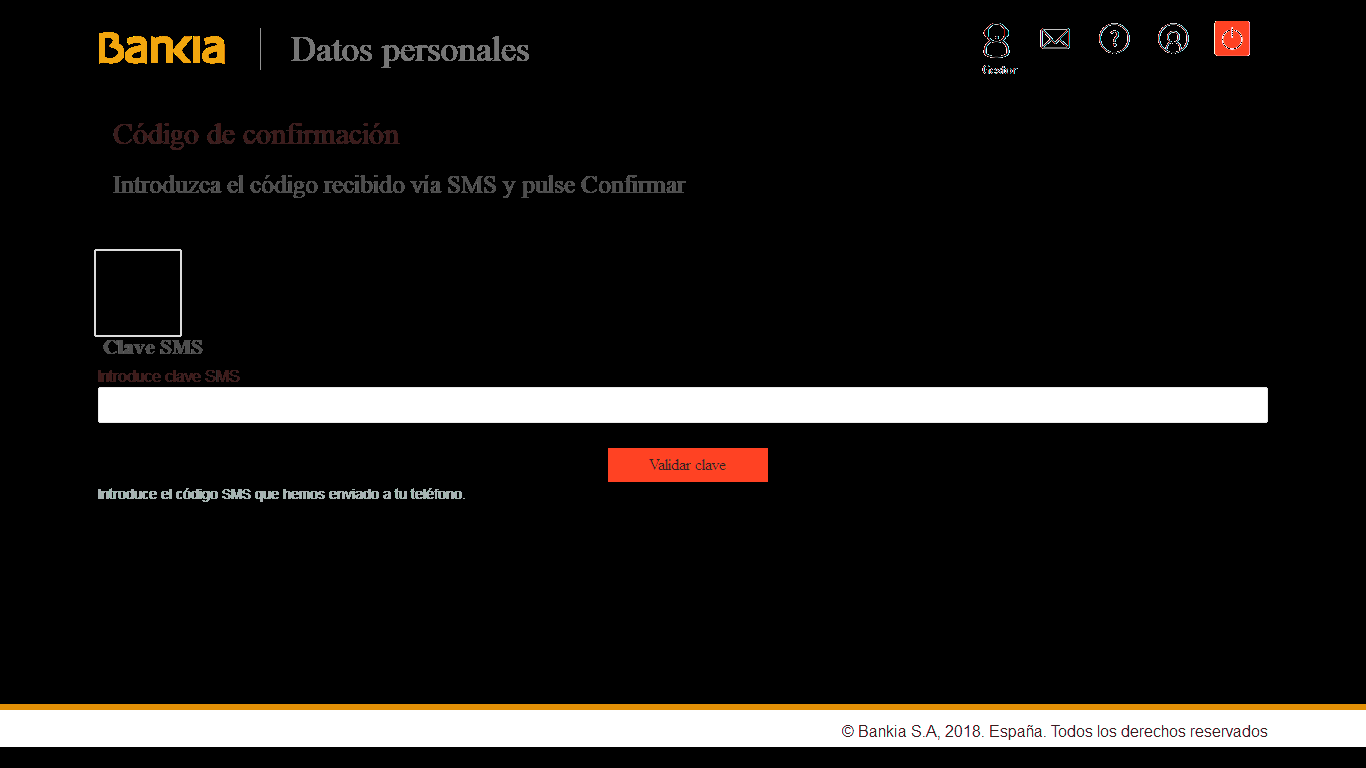 Bankia
Datos personales
Gestor
Código de confirmación
Introduzca el código recibido vía SMS y pulse Confirmar
Clave SMS
Introduce clave SMS
Validar clave
Introduce el código SMS que hemos enviado a tu teléfono.
© Bankia S.A, 2018. España. Todos los derechos reservados